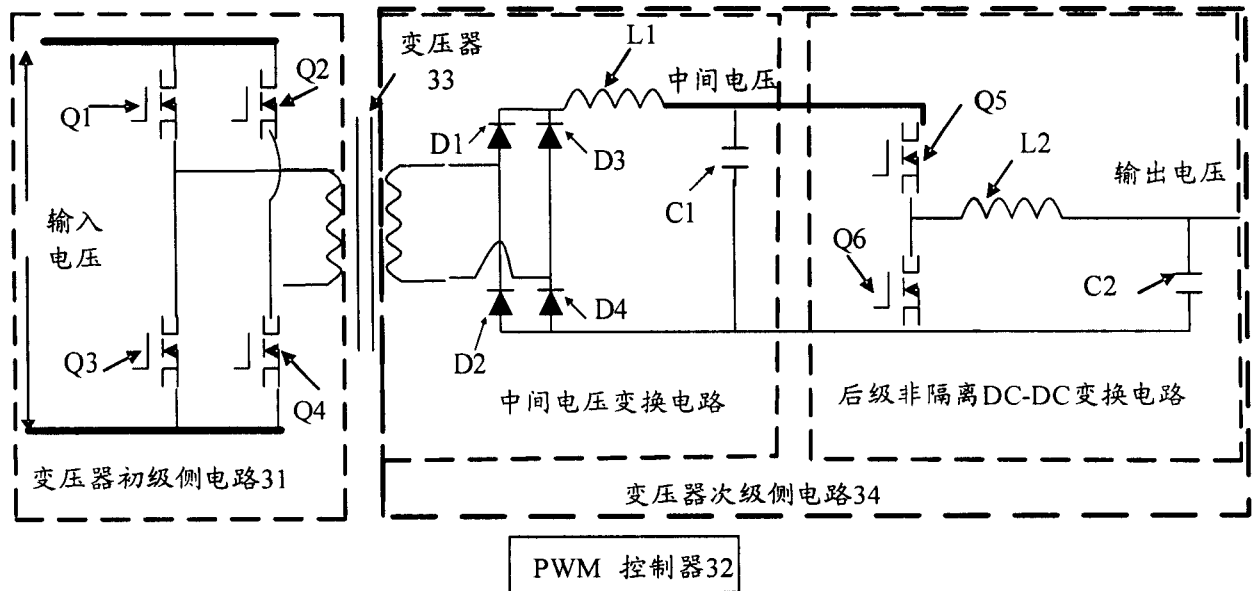 Q1
Q2
输入
电压
Q3
Q4
变压器初级侧电路31
变压器
33
L1
中间电压
D1
D3
C1
D2
D4
中间电压变换电路
Q5
L2
输出电压
Q6
C2
后级非隔离DC-DC变换电路
变压器次级侧电路34
PWM 控制器32